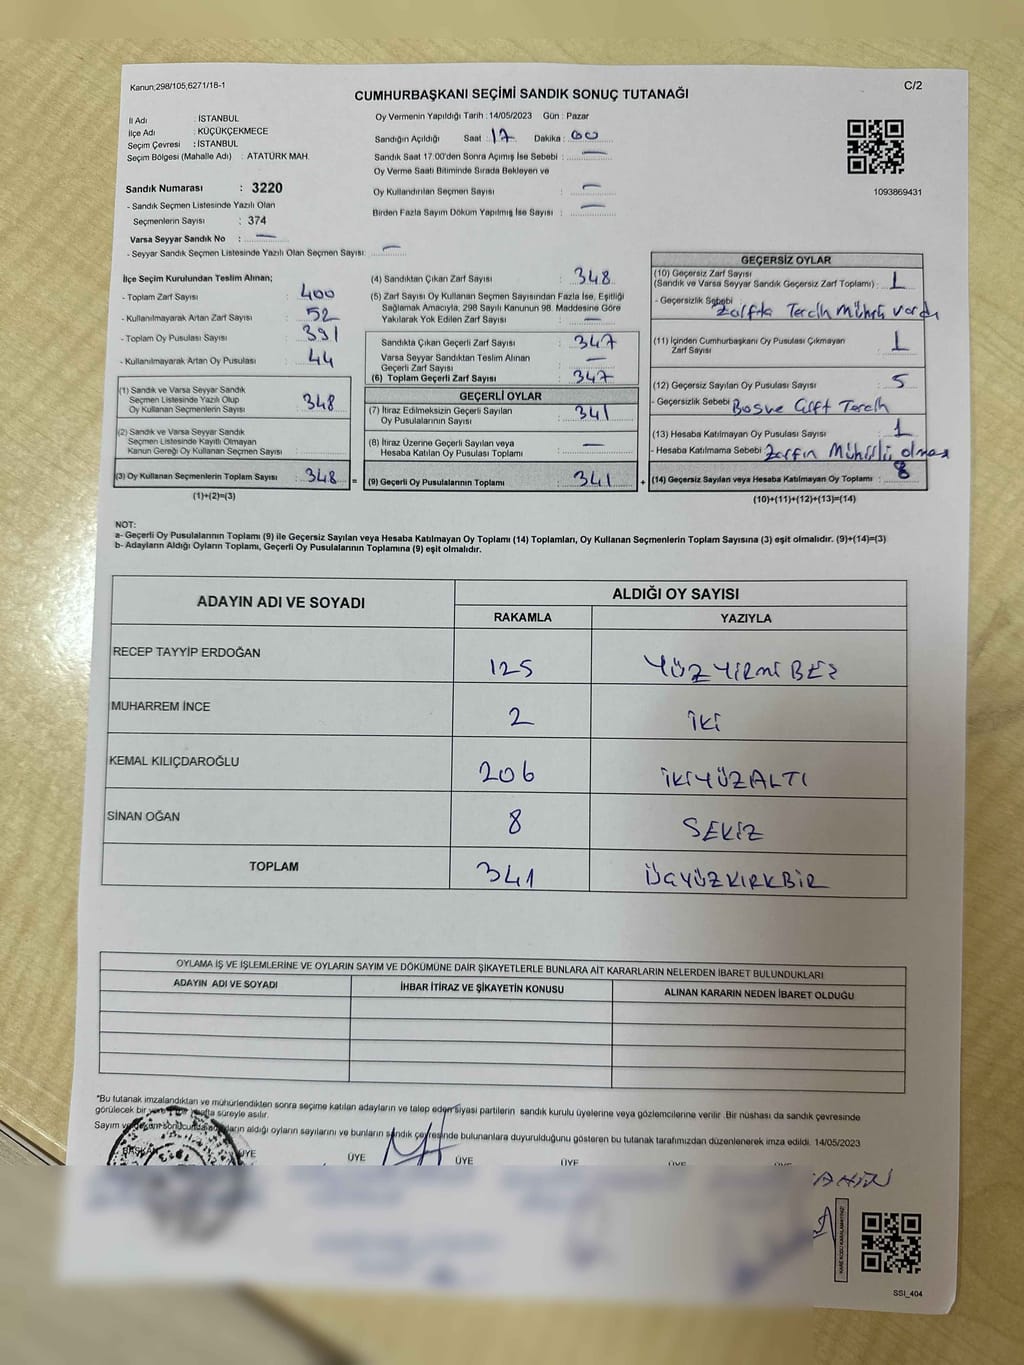 Kanun;298/105,6271/18-1
C/2
CUMHURBAŞKANI SEÇİMİ SANDIK SONUÇ TUTANAĞI
İl Adı : İSTANBUL
İlçe Adı : KÜÇÜKÇEKMECE
Seçim Çevresi : İSTANBUL
Seçim Bölgesi (Mahalle Adı) : ATATÜRK MAH.
Sandık Numarası : 3220
- Sandık Seçmen Listesinde Yazılı Olan
Seçmenlerin Sayısı : 374
Varsa Seyyar Sandık No : —
- Seyyar Sandık Seçmen Listesinde Yazılı Olan Seçmen Sayısı: —
Oy Vermenin Yapıldığı Tarih : 14/05/2023 Gün : Pazar
Sandığın Açıldığı Saat : 17 Dakika : 00
Sandık Saat 17:00'den Sonra Açımış İse Sebebi : —
Oy Verme Saati Bitiminde Sırada Bekleyen ve
Oy Kullandırılan Seçmen Sayısı : —
Birden Fazla Sayım Döküm Yapılmış İse Sayısı : —
1093869431
İlçe Seçim Kurulundan Teslim Alınan;
- Toplam Zarf Sayısı : 400
- Kullanılmayarak Artan Zarf Sayısı : 52
- Toplam Oy Pusulası Sayısı : 391
- Kullanılmayarak Artan Oy Pusulası : 44
(1) Sandık ve Varsa Seyyar Sandık
Seçmen Listesinde Yazılı Olup
Oy Kullanan Seçmenlerin Sayısı : 348
(2) Sandık ve Varsa Seyyar Sandık
Seçmen Listesinde Kayıtlı Olmayan
Kanun Gereği Oy Kullanan Seçmen Sayısı :
(3) Oy Kullanan Seçmenlerin Toplam Sayısı : 348
(1)+(2)=(3)
(4) Sandıktan Çıkan Zarf Sayısı : 348
(5) Zarf Sayısı Oy Kullanan Seçmen Sayısından Fazla İse, Eşitliği
Sağlamak Amacıyla, 298 Sayılı Kanunun 98. Maddesine Göre
Yakılarak Yok Edilen Zarf Sayısı : —
Sandıkta Çıkan Geçerli Zarf Sayısı : 347
Varsa Seyyar Sandıktan Teslim Alınan
Geçerli Zarf Sayısı : —
(6) Toplam Geçerli Zarf Sayısı : 347
GEÇERLİ OYLAR
(7) İtiraz Edilmeksizin Geçerli Sayılan
Oy Pusulalarının Sayısı : 341
(8) İtiraz Üzerine Geçerli Sayılan veya
Hesaba Katılan Oy Pusulası Toplamı : —
= (9) Geçerli Oy Pusulalarının Toplamı : 341 +
GEÇERSİZ OYLAR
(10) Geçersiz Zarf Sayısı
(Sandık ve Varsa Seyyar Sandık Geçersiz Zarf Toplamı) : 1
- Geçersizlik Sebebi : Zarfta Tercih Mührü vardı
(11) İçinden Cumhurbaşkanı Oy Pusulası Çıkmayan
Zarf Sayısı : 1
(12) Geçersiz Sayılan Oy Pusulası Sayısı : 5
- Geçersizlik Sebebi Boş ve Çift Tercih
(13) Hesaba Katılmayan Oy Pusulası Sayısı : 1
- Hesaba Katılmama Sebebi Zarfın Mühürlü olması
(14) Geçersiz Sayılan veya Hesaba Katılmayan Oy Toplamı : 8
(10)+(11)+(12)+(13)=(14)
NOT:
a- Geçerli Oy Pusulalarının Toplamı (9) ile Geçersiz Sayılan veya Hesaba Katılmayan Oy Toplamı (14) Toplamları, Oy Kullanan Seçmenlerin Toplam Sayısına (3) eşit olmalıdır. (9)+(14)=(3)
b- Adayların Aldığı Oyların Toplamı, Geçerli Oy Pusulalarının Toplamına (9) eşit olmalıdır.
ADAYIN ADI VE SOYADI
ALDIĞI OY SAYISI
RAKAMLA YAZIYLA
RECEP TAYYİP ERDOĞAN 125 YÜZYİRMİBEŞ
MUHARREM İNCE 2 İKİ
KEMAL KILIÇDAROĞLU 206 İKİYÜZALTI
SİNAN OĞAN 8 SEKİZ
TOPLAM 341 ÜÇYÜZKIRKBİR
OYLAMA İŞ VE İŞLEMLERİNE VE OYLARIN SAYIM VE DÖKÜMÜNE DAİR ŞİKAYETLERLE BUNLARA AİT KARARLARIN NELERDEN İBARET BULUNDUKLARI
ADAYIN ADI VE SOYADI İHBAR İTİRAZ VE ŞİKAYETİN KONUSU ALINAN KARARIN NEDEN İBARET OLDUĞU
*Bu tutanak imzalandıktan ve mühürlendikten sonra seçime katılan adayların ve talep eden siyasi partilerin sandık kurulu üyelerine veya gözlemcilerine verilir. Bir nüshası da sandık çevresinde
görülecek bir yere bir hafta süreyle asılır.
Sayım ve döküm sonucunda adayların aldığı oyların sayılarını ve bunların sandık çevresinde bulunanlara duyurulduğunu gösteren bu tutanak tarafımızdan düzenlenerek imza edildi. 14/05/2023
BAŞKAN ÜYE ÜYE ÜYE ÜYE ÜYE
SSI_404